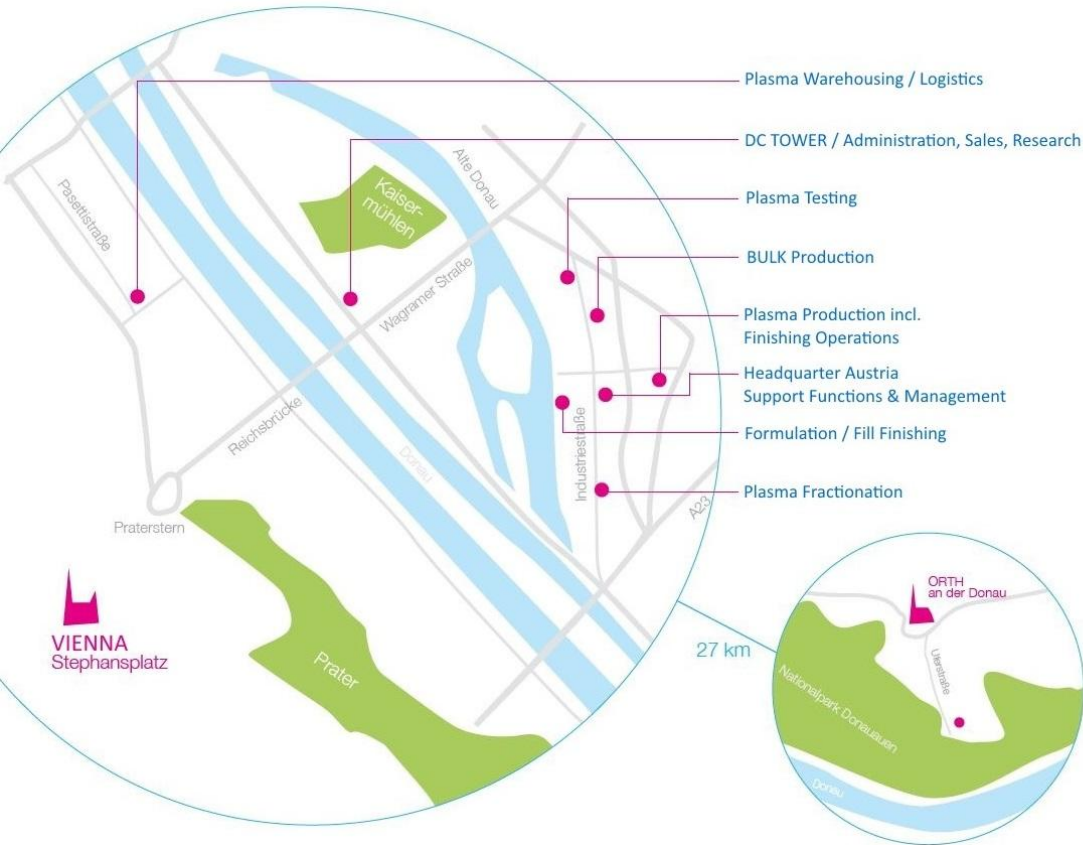 Plasma Warehousing / Logistics
DC TOWER / Administration, Sales, Research
Plasma Testing
BULK Production
Plasma Production incl.
Finishing Operations
Headquarter Austria
Support Functions & Management
Formulation / Fill Finishing
Plasma Fractionation
Pasettistraße
Kaiser-
mühlen
Alte Donau
Wagramer Straße
Reichsbrücke
Donau
Industriestraße
A23
Praterstern
VIENNA
Stephansplatz
Prater
27 km
ORTH
an der Donau
Uferstraße
Nationalpark Donauauen
Donau